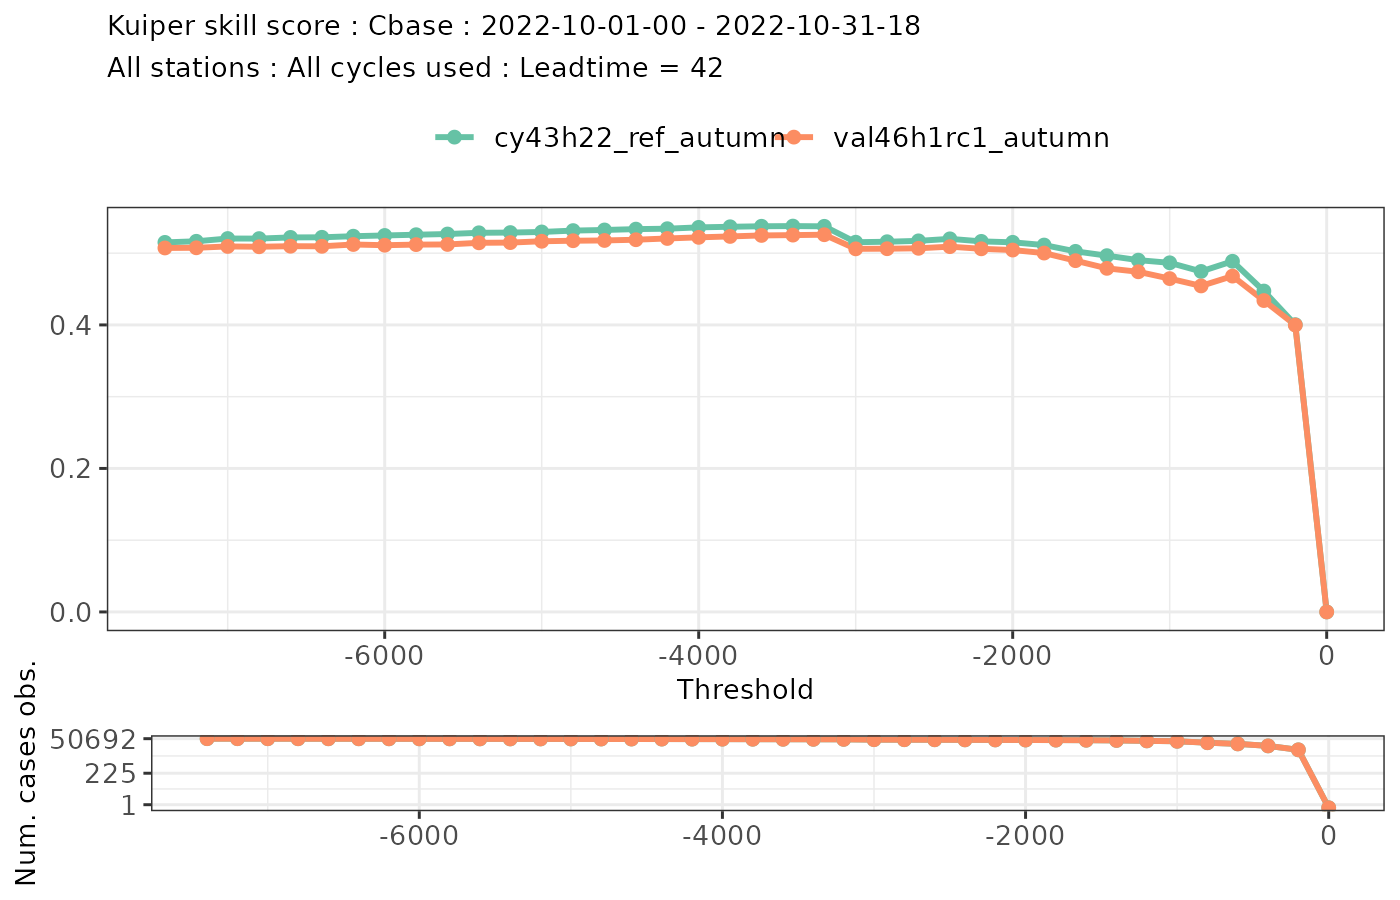 Kuiper skill score : Cbase : 2022-10-01-00 - 2022-10-31-18
All stations : All cycles used : Leadtime = 42
cy43h22_ref_autumn val46h1rc1_autumn
0.4
0.2
0.0
-6000 -4000 -2000 0
Threshold
Num. cases obs.
50692
225
1
-6000 -4000 -2000 0